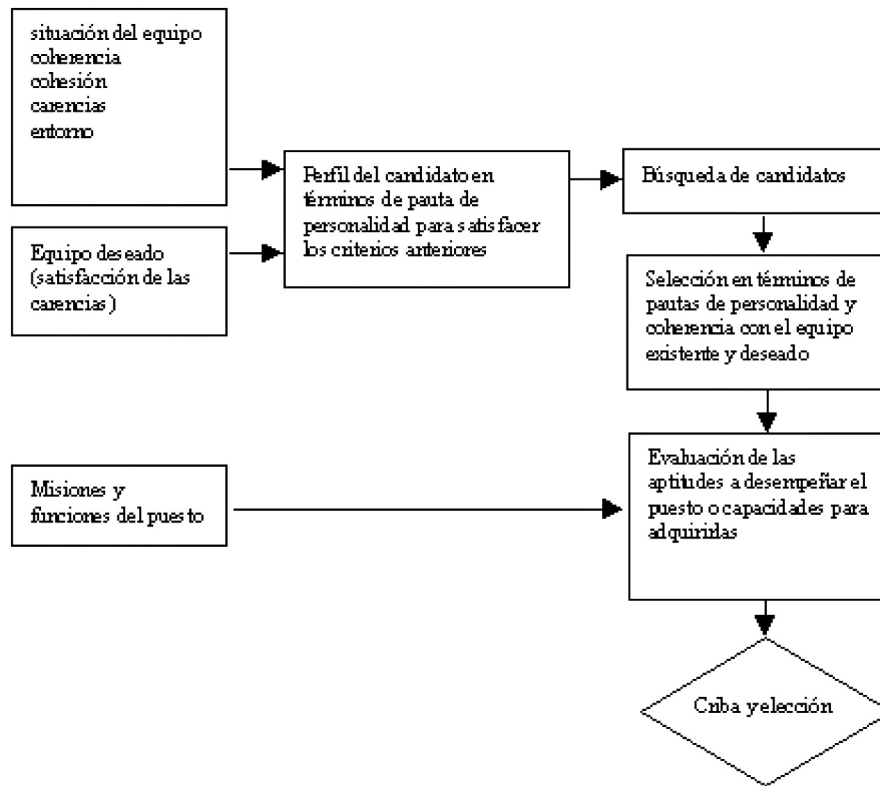 situación del equipo
coherencia
cohesión
carencias
entorno
Equipo deseado
(satisfacción de las
carencias)
Perfil del candidato en
términos de pauta de
personalidad para satisfacer
los criterios anteriores
Búsqueda de candidatos
Selección en términos de
pautas de personalidad y
coherencia con el equipo
existente y deseado
Misiones y
funciones del puesto
Evaluación de las
aptitudes a desempeñar el
puesto o capacidades para
adquirirlas
Criba y elección